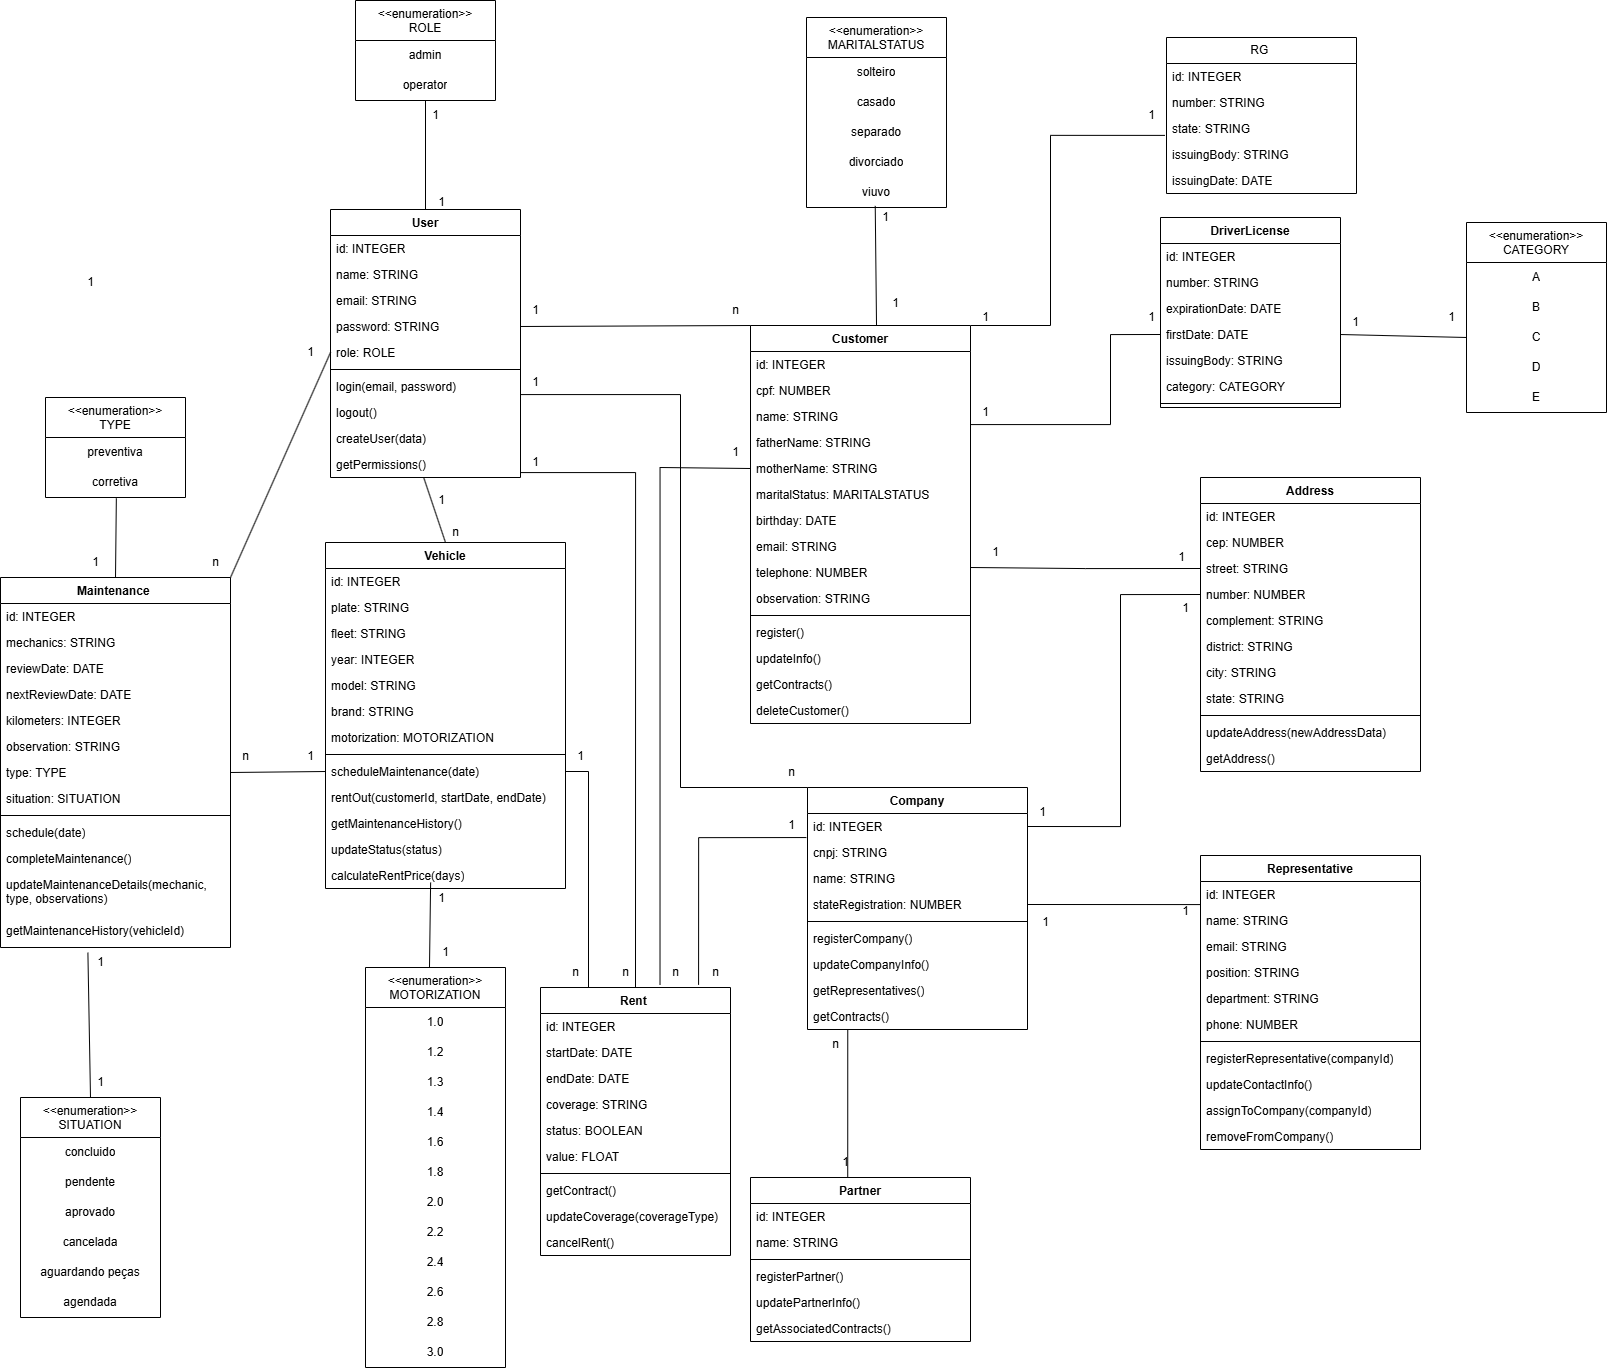 <<enumeration>>
ROLE
admin
operator
1
1
<<enumeration>>
MARITALSTATUS
solteiro
casado
separado
divorciado
viuvo
1
1
RG
id: INTEGER
number: STRING
state: STRING
issuingBody: STRING
issuingDate: DATE
1
1
User
id: INTEGER
name: STRING
email: STRING
password: STRING
role: ROLE
login(email, password)
logout()
createUser(data)
getPermissions()
1
n
1
1
1
n
1
n
1
DriverLicense
id: INTEGER
number: STRING
expirationDate: DATE
firstDate: DATE
issuingBody: STRING
category: CATEGORY
1
1
1
1
<<enumeration>>
CATEGORY
A
B
C
D
E
Customer
id: INTEGER
cpf: NUMBER
name: STRING
fatherName: STRING
motherName: STRING
maritalStatus: MARITALSTATUS
birthday: DATE
email: STRING
telephone: NUMBER
observation: STRING
register()
updateInfo()
getContracts()
deleteCustomer()
1
1
1
<<enumeration>>
TYPE
preventiva
corretiva
1
Address
id: INTEGER
cep: NUMBER
street: STRING
number: NUMBER
complement: STRING
district: STRING
city: STRING
state: STRING
updateAddress(newAddressData)
getAddress()
1
1
Maintenance
id: INTEGER
mechanics: STRING
reviewDate: DATE
nextReviewDate: DATE
kilometers: INTEGER
observation: STRING
type: TYPE
situation: SITUATION
schedule(date)
completeMaintenance()
updateMaintenanceDetails(mechanic,
type, observations)
getMaintenanceHistory(vehicleId)
n
1
1
1
Vehicle
id: INTEGER
plate: STRING
fleet: STRING
year: INTEGER
model: STRING
brand: STRING
motorization: MOTORIZATION
scheduleMaintenance(date)
rentOut(customerId, startDate, endDate)
getMaintenanceHistory()
updateStatus(status)
calculateRentPrice(days)
1
1
1
n
1
Company
id: INTEGER
cnpj: STRING
name: STRING
stateRegistration: NUMBER
registerCompany()
updateCompanyInfo()
getRepresentatives()
getContracts()
1
1
n
1
Representative
id: INTEGER
name: STRING
email: STRING
position: STRING
department: STRING
phone: NUMBER
registerRepresentative(companyId)
updateContactInfo()
assignToCompany(companyId)
removeFromCompany()
<<enumeration>>
SITUATION
concluido
pendente
aprovado
cancelada
aguardando peças
agendada
<<enumeration>>
MOTORIZATION
1.0
1.2
1.3
1.4
1.6
1.8
2.0
2.2
2.4
2.6
2.8
3.0
n
n
n
n
Rent
id: INTEGER
startDate: DATE
endDate: DATE
coverage: STRING
status: BOOLEAN
value: FLOAT
getContract()
updateCoverage(coverageType)
cancelRent()
1
Partner
id: INTEGER
name: STRING
registerPartner()
updatePartnerInfo()
getAssociatedContracts()